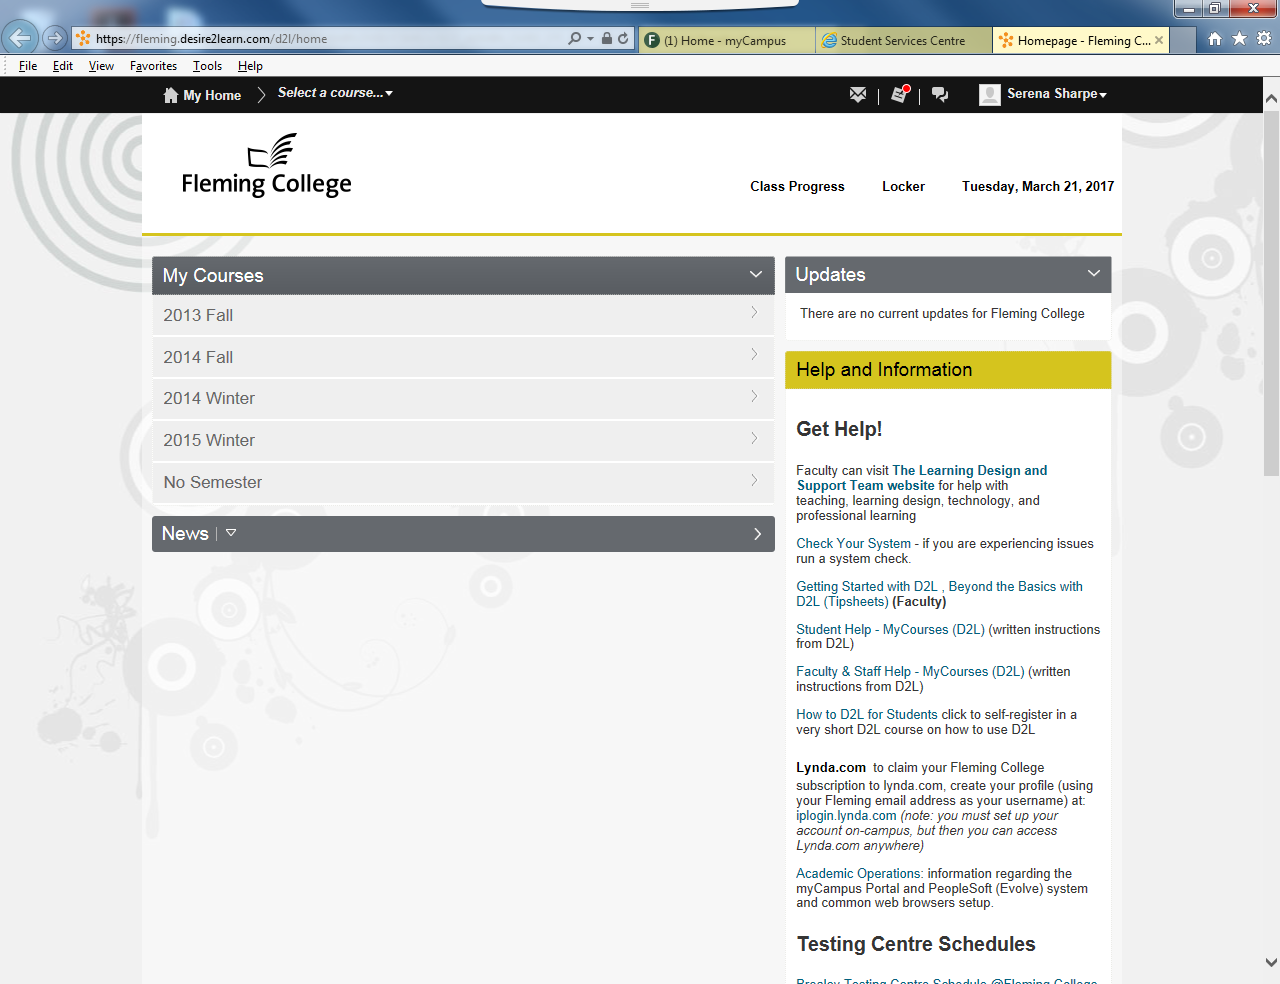 https://fleming.desire2learn.com/d2l/home
(1) Home - myCampus
Student Services Centre
Homepage - Fleming C...
File Edit View Favorites Tools Help
My Home
Select a course...
Serena Sharpe
Fleming College
Class Progress Locker Tuesday, March 21, 2017
My Courses
2013 Fall
2014 Fall
2014 Winter
2015 Winter
No Semester
News
Updates
There are no current updates for Fleming College
Help and Information
Get Help!
Faculty can visit The Learning Design and
Support Team website for help with
teaching, learning design, technology, and
professional learning
Check Your System - if you are experiencing issues
run a system check.
Getting Started with D2L , Beyond the Basics with
D2L (Tipsheets) (Faculty)
Student Help - MyCourses (D2L) (written instructions
from D2L)
Faculty & Staff Help - MyCourses (D2L) (written
instructions from D2L)
How to D2L for Students click to self-register in a
very short D2L course on how to use D2L
Lynda.com to claim your Fleming College
subscription to lynda.com, create your profile (using
your Fleming email address as your username) at:
iplogin.lynda.com (note: you must set up your
account on-campus, but then you can access
Lynda.com anywhere)
Academic Operations: information regarding the
myCampus Portal and PeopleSoft (Evolve) system
and common web browsers setup.
Testing Centre Schedules
Testing Centre Schedule @Fleming College